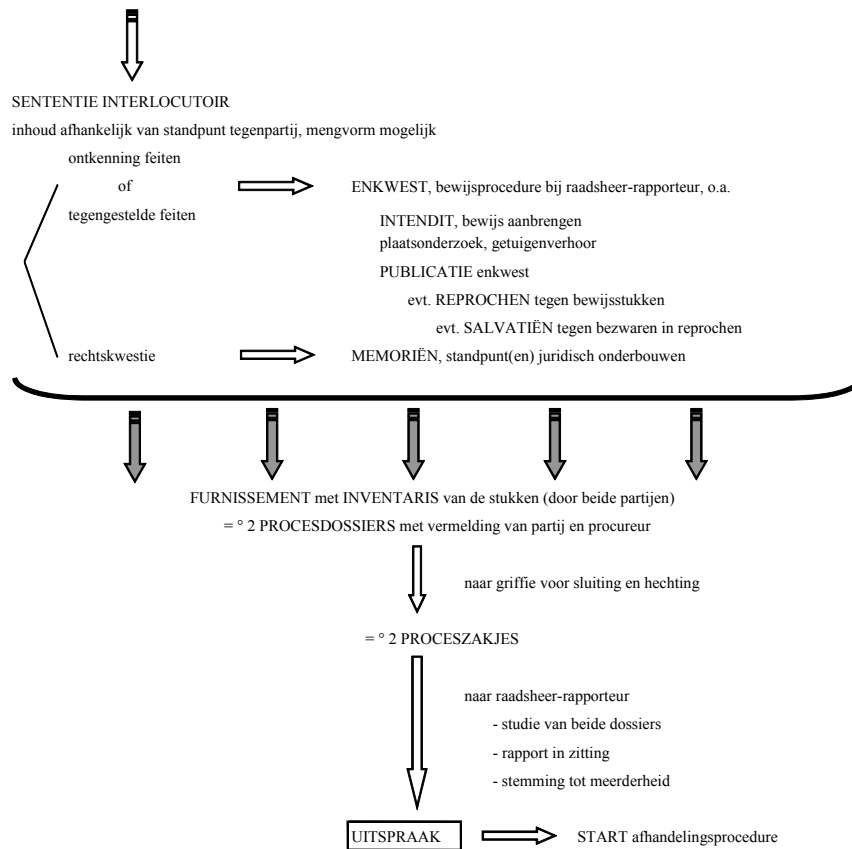 SENTENTIE INTERLOCUTOIR
inhoud afhankelijk van standpunt tegenpartij, mengvorm mogelijk
ontkenning feiten
of
tegengestelde feiten
ENKWEST, bewijsprocedure bij raadsheer-rapporteur, o.a.
INTENDIT, bewijs aanbrengen
plaatsonderzoek, getuigenverhoor
PUBLICATIE enkwest
evt. REPROCHEN tegen bewijsstukken
evt. SALVATIËN tegen bezwaren in reprochen
rechtskwestie
MEMORIËN, standpunt(en) juridisch onderbouwen
FURNISSEMENT met INVENTARIS van de stukken (door beide partijen)
= ° 2 PROCESDOSSIERS met vermelding van partij en procureur
naar griffie voor sluiting en hechting
= ° 2 PROCESZAKJES
naar raadsheer-rapporteur
- studie van beide dossiers
- rapport in zitting
- stemming tot meerderheid
UITSPRAAK
START afhandelingsprocedure